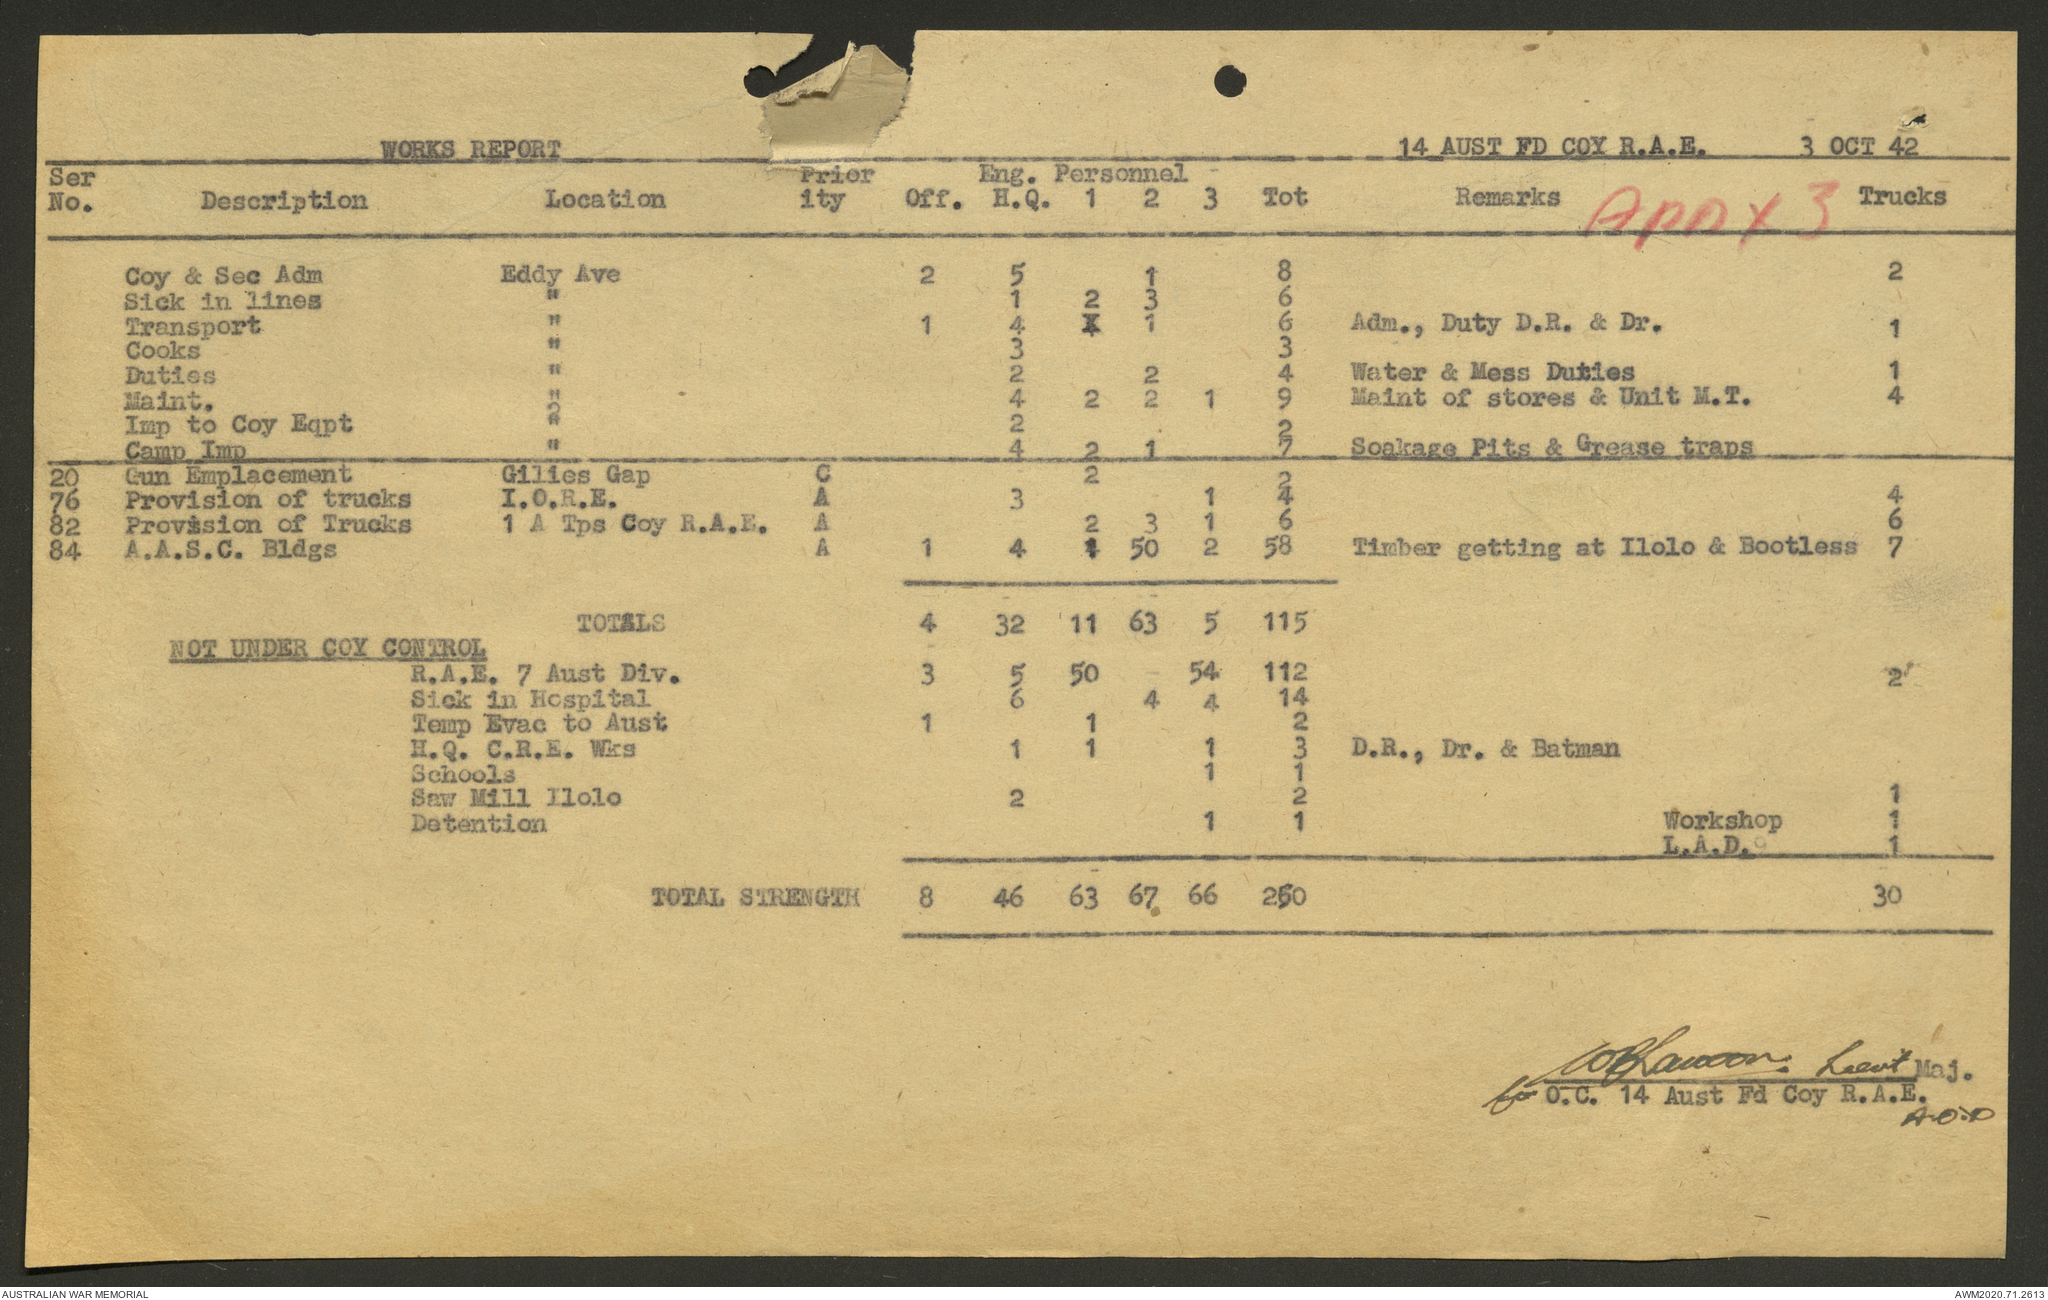 WORKS REPORT 14 AUST FD COY R.A.E. 3 OCT 42
Ser Prior Eng. Personnel
No. Description Location ity Off. H.Q. 1 2 3 Tot Remarks Appx 3 Trucks
Coy & Sec Adm Eddy Ave 2 5 1 8 2
Sick in lines " 1 2 3 6
Transport " 1 4 1 6 Adm., Duty D.R. & Dr. 1
Cooks " 3 3
Duties " 2 2 4 Water & Mess Duties 1
Maint. " 4 2 2 1 9 Maint of stores & Unit M.T. 4
Imp to Coy Eqpt " 2 2
Camp Imp " 4 2 1 7 Soakage Pits & Grease traps
20 Gun Emplacement Gilies Gap C 2 2
76 Provision of trucks I.O.R.E. A 3 1 4 4
82 Provision of Trucks 1 A Tps Coy R.A.E. A 2 3 1 6 6
84 A.A.S.C. Bldgs A 1 4 1 50 2 58 Timber getting at Ilolo & Bootless 7
TOTALS 4 32 11 63 5 115
NOT UNDER COY CONTROL
R.A.E. 7 Aust Div. 3 5 50 54 112 2
Sick in Hospital 6 4 4 14
Temp Evac to Aust 1 1 2
H.Q. C.R.E. Wks 1 1 1 3 D.R., Dr. & Batman
Schools 1 1
Saw Mill Ilolo 2 2 1
Detention 1 1 Workshop 1
L.A.D. 1
TOTAL STRENGTH 8 46 63 67 66 250 30
Lieut Maj.
for O.C. 14 Aust Fd Coy R.A.E.
A.O.D
AUSTRALIAN WAR MEMORIAL AWM2020.71.2613